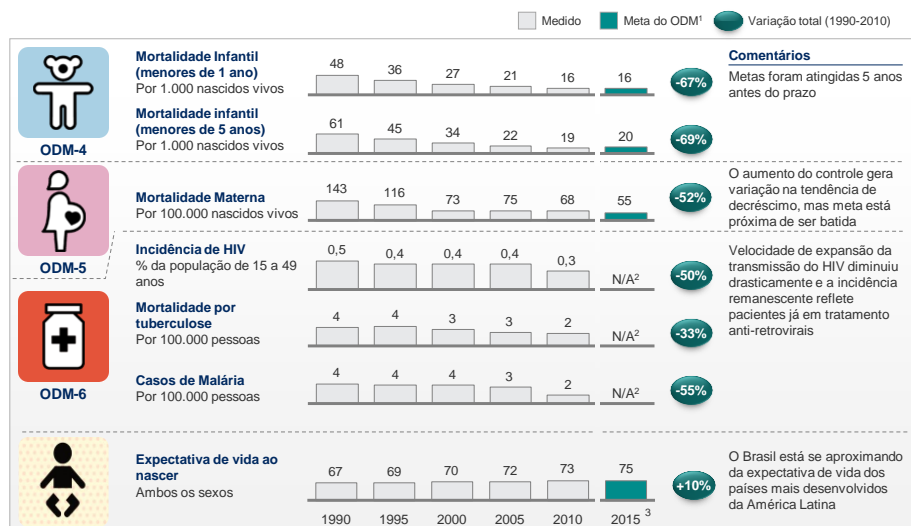 Medido Meta do ODM¹ Variação total (1990-2010)
Mortalidade Infantil
(menores de 1 ano)
Por 1.000 nascidos vivos
48 36 27 21 16 16
-67%
Comentários
Metas foram atingidas 5 anos
antes do prazo
Mortalidade infantil
(menores de 5 anos)
Por 1.000 nascidos vivos
61 45 34 22 19 20
-69%
ODM-4
Mortalidade Materna
Por 100.000 nascidos vivos
143 116 73 75 68 55
-52%
O aumento do controle gera
variação na tendência de
decréscimo, mas meta está
próxima de ser batida
ODM-5
Incidência de HIV
% da população de 15 a 49
anos
0,5 0,4 0,4 0,4 0,3 N/A²
-50%
Velocidade de expansão da
transmissão do HIV diminuiu
drasticamente e a incidência
remanescente reflete
pacientes já em tratamento
anti-retrovirais
Mortalidade por
tuberculose
Por 100.000 pessoas
4 4 3 3 2 N/A²
-33%
Casos de Malária
Por 100.000 pessoas
4 4 4 3 2 N/A²
-55%
ODM-6
Expectativa de vida ao
nascer
Ambos os sexos
67 69 70 72 73 75
+10%
O Brasil está se aproximando
da expectativa de vida dos
países mais desenvolvidos
da América Latina
1990 1995 2000 2005 2010 2015 ³